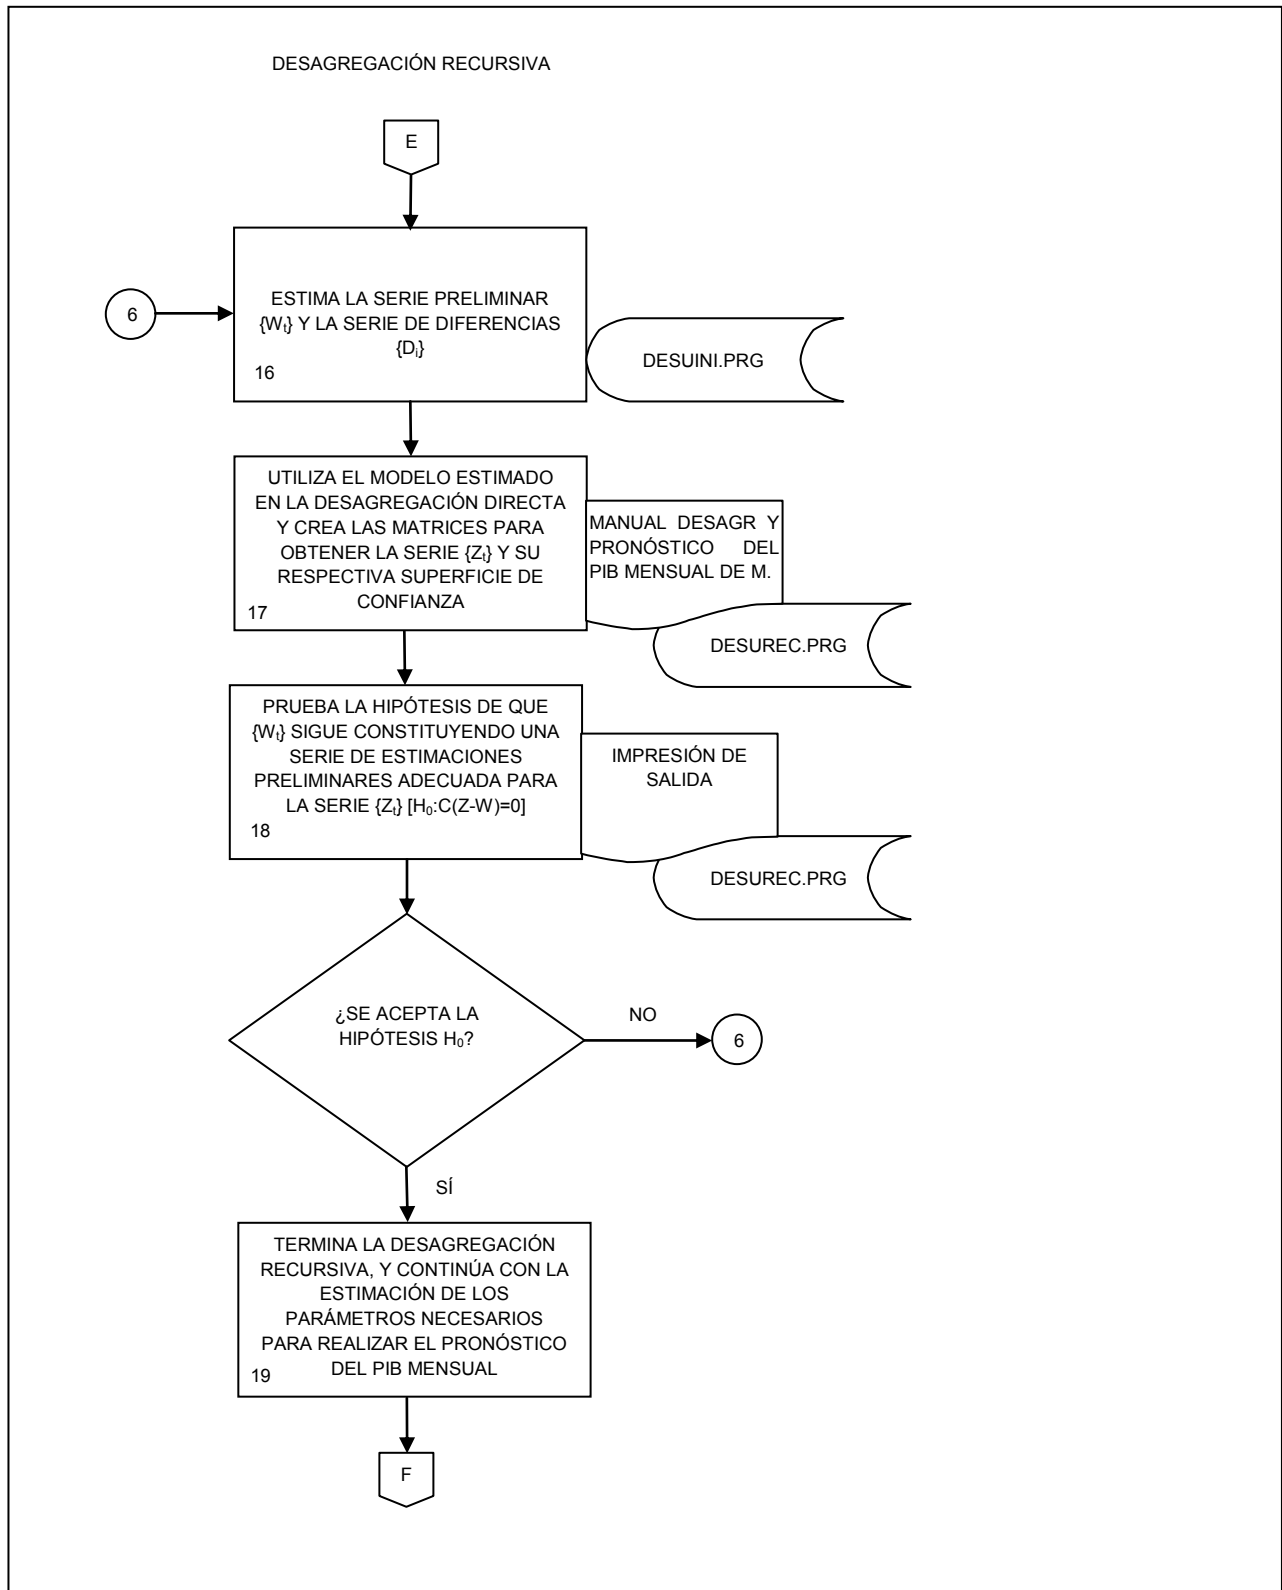 DESAGREGACIÓN RECURSIVA
E
6
ESTIMA LA SERIE PRELIMINAR
{Wₜ} Y LA SERIE DE DIFERENCIAS
{Dᵢ}
16
DESUINI.PRG
UTILIZA EL MODELO ESTIMADO
EN LA DESAGREGACIÓN DIRECTA
Y CREA LAS MATRICES PARA
OBTENER LA SERIE {Zₜ} Y SU
RESPECTIVA SUPERFICIE DE
CONFIANZA
17
MANUAL DESAGR Y
PRONÓSTICO DEL
PIB MENSUAL DE M.
DESUREC.PRG
PRUEBA LA HIPÓTESIS DE QUE
{Wₜ} SIGUE CONSTITUYENDO UNA
SERIE DE ESTIMACIONES
PRELIMINARES ADECUADA PARA
LA SERIE {Zₜ} [H₀:C(Z-W)=0]
18
IMPRESIÓN DE
SALIDA
DESUREC.PRG
¿SE ACEPTA LA
HIPÓTESIS H₀?
NO
6
SÍ
TERMINA LA DESAGREGACIÓN
RECURSIVA, Y CONTINÚA CON LA
ESTIMACIÓN DE LOS
PARÁMETROS NECESARIOS
PARA REALIZAR EL PRONÓSTICO
DEL PIB MENSUAL
19
F